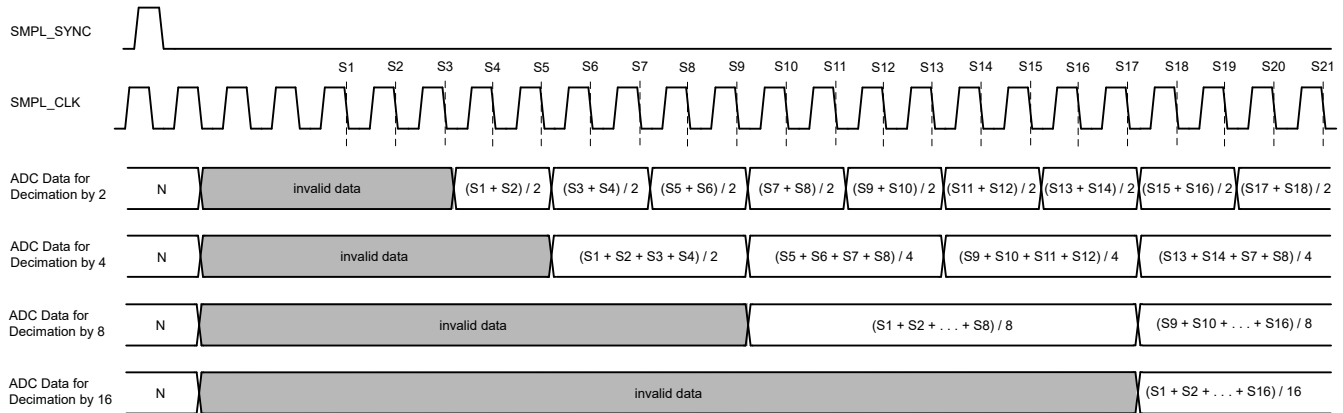 SMPL_SYNC
S1 S2 S3 S4 S5 S6 S7 S8 S9 S10 S11 S12 S13 S14 S15 S16 S17 S18 S19 S20 S21
SMPL_CLK
ADC Data for
Decimation by 2
N invalid data (S1 + S2) / 2 (S3 + S4) / 2 (S5 + S6) / 2 (S7 + S8) / 2 (S9 + S10) / 2 (S11 + S12) / 2 (S13 + S14) / 2 (S15 + S16) / 2 (S17 + S18) / 2
ADC Data for
Decimation by 4
N invalid data (S1 + S2 + S3 + S4) / 2 (S5 + S6 + S7 + S8) / 4 (S9 + S10 + S11 + S12) / 4 (S13 + S14 + S7 + S8) / 4
ADC Data for
Decimation by 8
N invalid data (S1 + S2 + . . . + S8) / 8 (S9 + S10 + . . . + S16) / 8
ADC Data for
Decimation by 16
N invalid data (S1 + S2 + . . . + S16) / 16